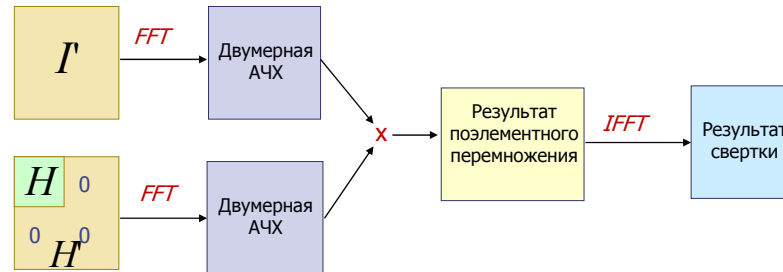 I'
FFT
Двумерная
АЧХ
H 0
0 0
H'
FFT
Двумерная
АЧХ
x
Результат
поэлементного
перемножения
IFFT
Результат
свертки